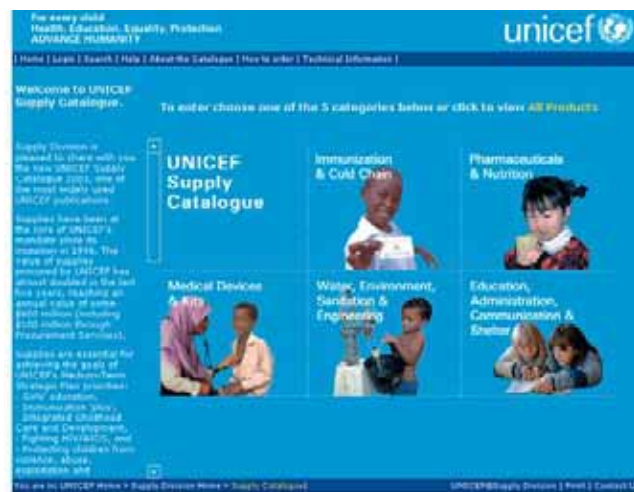 For every child
Health, Education, Equality, Protection
ADVANCE HUMANITY
unicef
| Home | Login | Search | Help | About the Catalogue | How to order | Technical Information |
Welcome to UNICEF
Supply Catalogue.
To enter choose one of the 5 categories below or click to view All Products
Supply Division is
pleased to share with you
the new UNICEF Supply
Catalogue 2003, one of
the most widely used
UNICEF publications.
Supplies have been at
the core of UNICEF's
mandate since its
inception in 1946. The
value of supplies
procured by UNICEF has
almost doubled in the last
five years, reaching an
annual value of some
million (including
$100 million through
Procurement Services).
Supplies are essential for
achieving the goals of
UNICEF's Medium-Term
Strategic Plan priorities:
- Girls' education,
- Immunization 'plus',
- Integrated Childhood
Care and Development,
- Fighting HIV/AIDS, and
- Protecting children from
violence, abuse,
exploitation and
UNICEF
Supply
Catalogue
Immunization
& Cold Chain
Pharmaceuticals
& Nutrition
Medical Devices
& Kits
Water, Environment,
Sanitation &
Engineering
Education,
Administration,
Communication &
Shelter
You are in: UNICEF Home > Supply Division Home > Supply Catalogue
UNICEF Supply Division | Print | Contact U